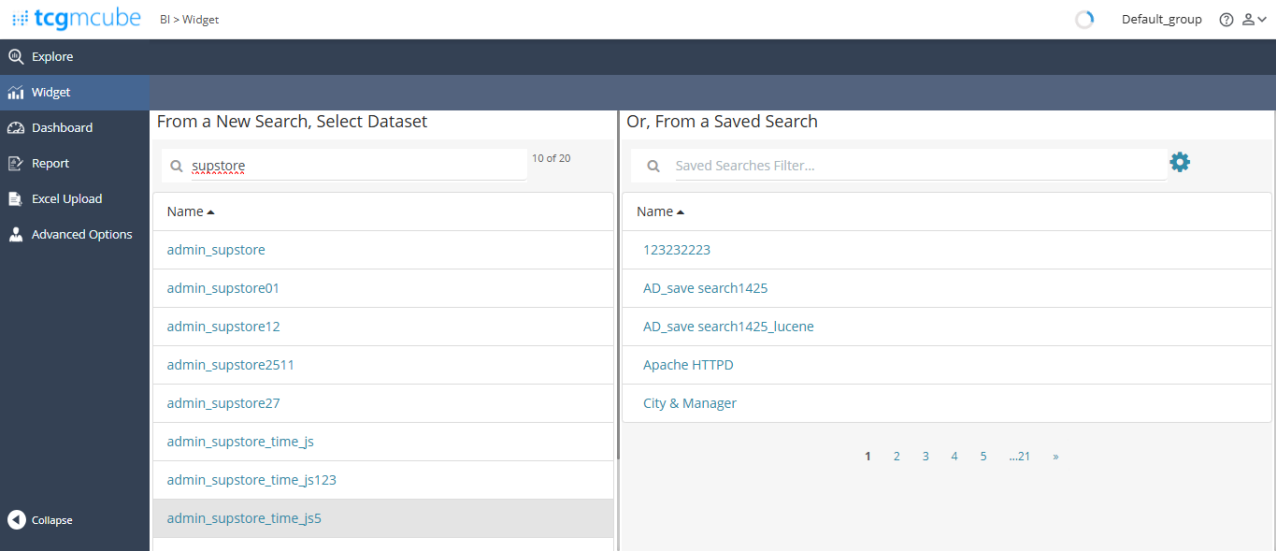 tcgmcube BI > Widget Default_group
Explore
Widget
Dashboard
Report
Excel Upload
Advanced Options
Collapse
From a New Search, Select Dataset
supstore 10 of 20
Name
admin_supstore
admin_supstore01
admin_supstore12
admin_supstore2511
admin_supstore27
admin_supstore_time_js
admin_supstore_time_js123
admin_supstore_time_js5
Or, From a Saved Search
Saved Searches Filter...
Name
123232223
AD_save search1425
AD_save search1425_lucene
Apache HTTPD
City & Manager
1 2 3 4 5 ...21 »